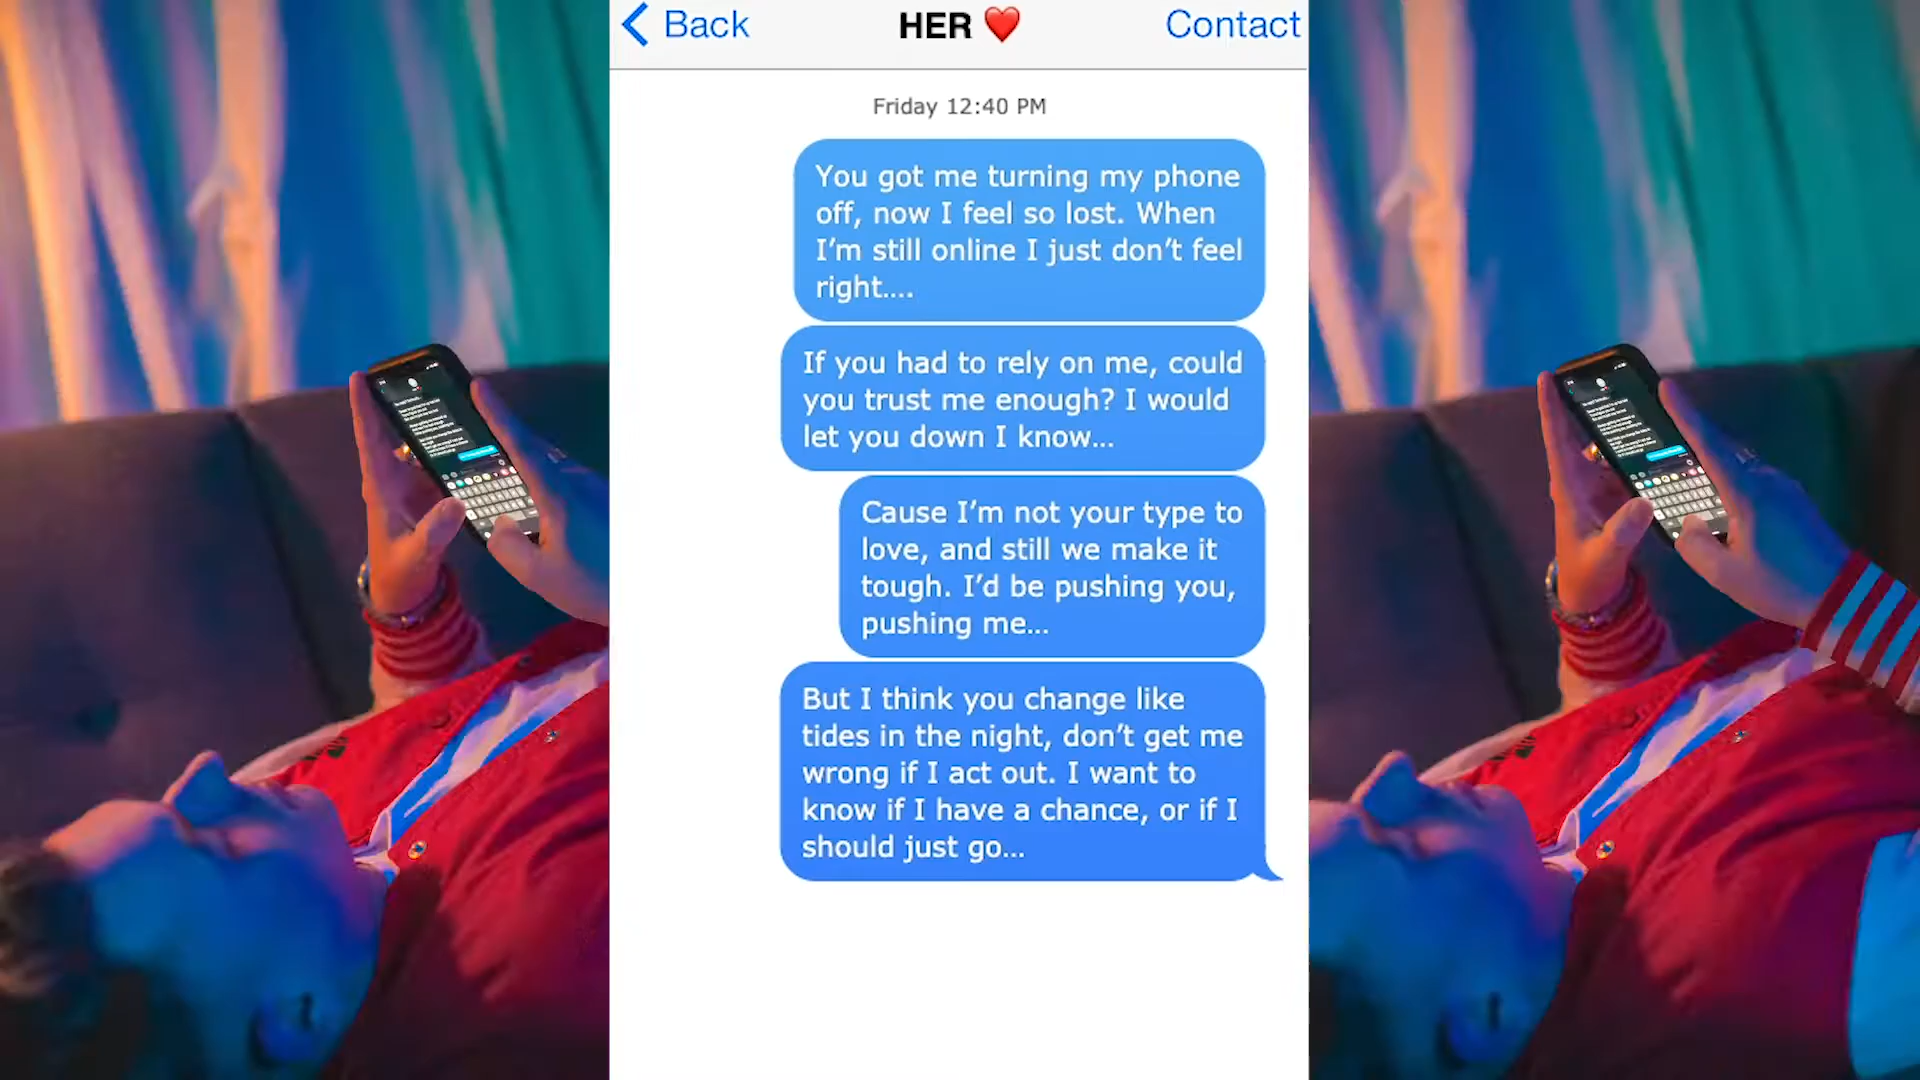 Back
HER ❤️
Contact
Friday 12:40 PM
You got me turning my phone
off, now I feel so lost. When
I’m still online I just don’t feel
right....
If you had to rely on me, could
you trust me enough? I would
let you down I know...
Cause I’m not your type to
love, and still we make it
tough. I’d be pushing you,
pushing me...
But I think you change like
tides in the night, don’t get me
wrong if I act out. I want to
know if I have a chance, or if I
should just go...